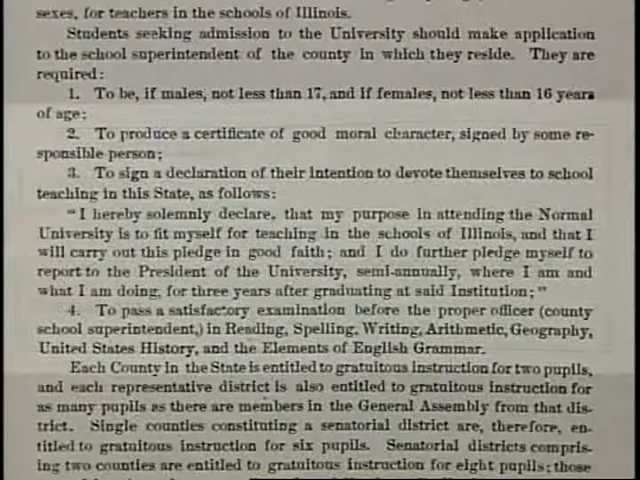 sexes, for teachers in the schools of Illinois.
Students seeking admission to the University should make application
to the school superintendent of the county in which they reside. They are
required:
1. To be, if males, not less than 17, and if females, not less than 16 years
of age;
2. To produce a certificate of good moral character, signed by some re-
sponsible person;
3. To sign a declaration of their intention to devote themselves to school
teaching in this State, as follows:
"I hereby solemnly declare, that my purpose in attending the Normal
University is to fit myself for teaching in the schools of Illinois, and that I
will carry out this pledge in good faith; and I do further pledge myself to
report to the President of the University, semi-annually, where I am and
what I am doing, for three years after graduating at said Institution;"
4. To pass a satisfactory examination before the proper officer (county
school superintendent,) in Reading, Spelling, Writing, Arithmetic, Geography,
United States History, and the Elements of English Grammar.
Each County in the State is entitled to gratuitous instruction for two pupils,
and each representative district is also entitled to gratuitous instruction for
as many pupils as there are members in the General Assembly from that dis-
trict. Single counties constituting a senatorial district are, therefore, en-
titled to gratuitous instruction for six pupils. Senatorial districts compris-
ing two counties are entitled to gratuitous instruction for eight pupils; those